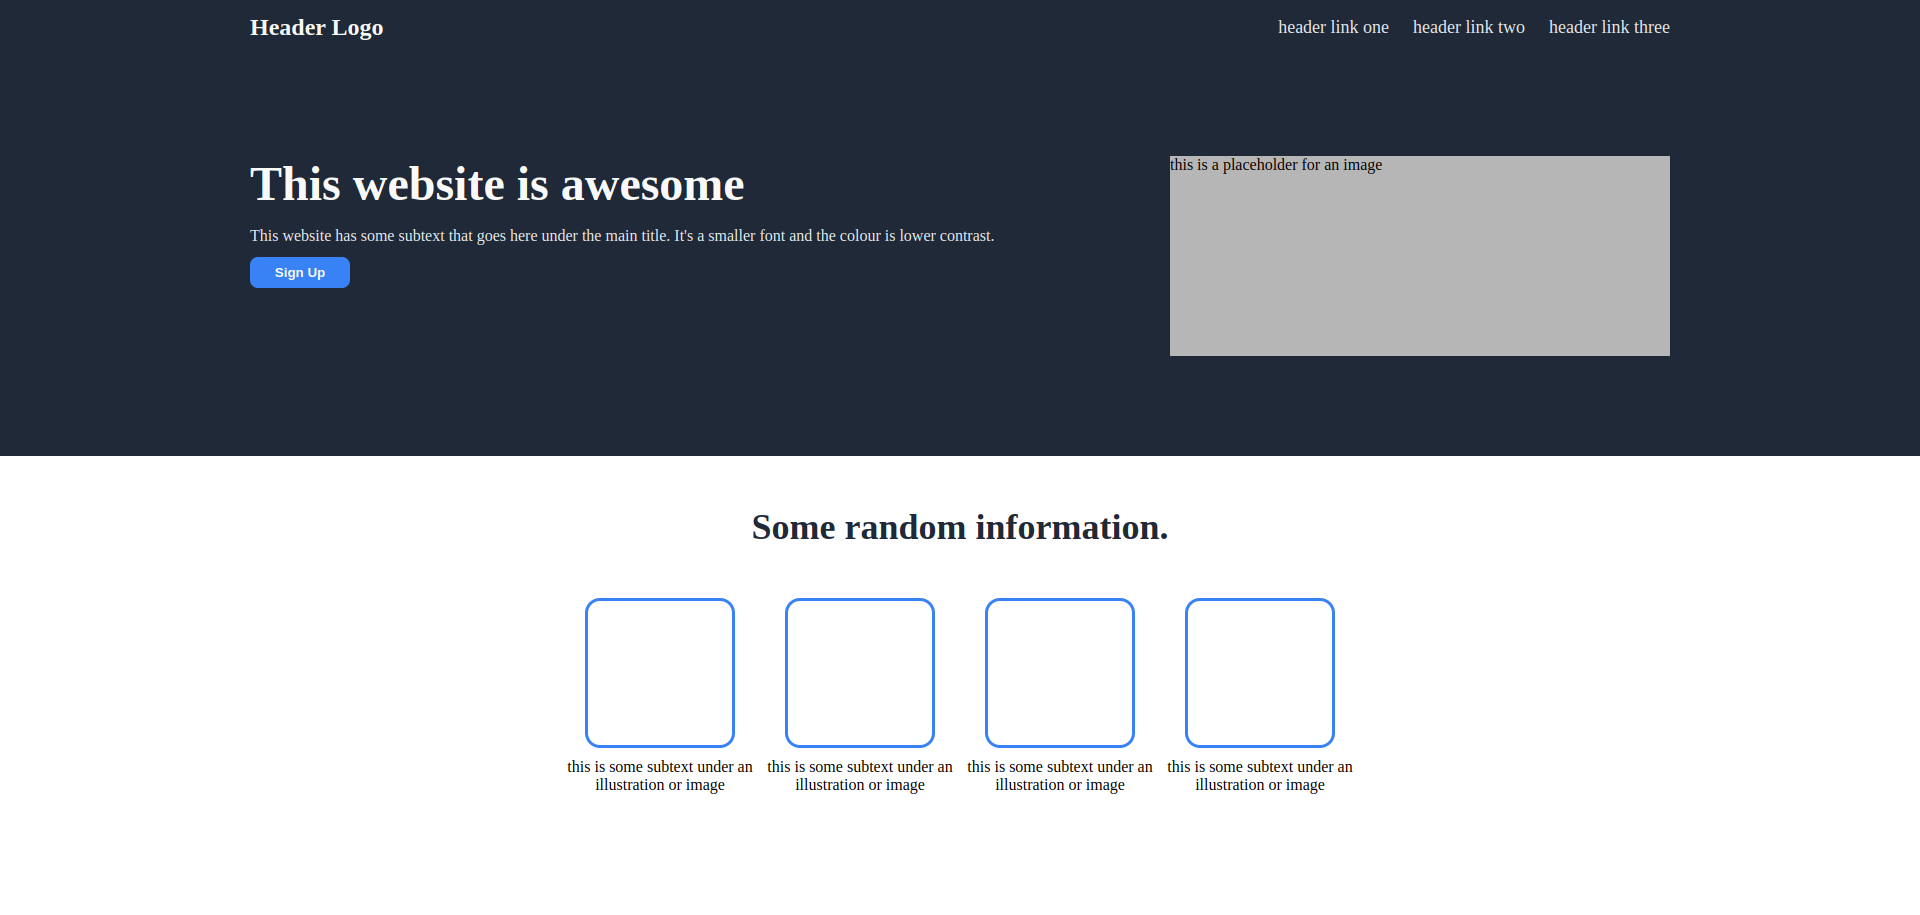 Header Logo
header link one
header link two
header link three
This website is awesome
This website has some subtext that goes here under the main title. It's a smaller font and the colour is lower contrast.
Sign Up
this is a placeholder for an image
Some random information.
this is some subtext under an
illustration or image
this is some subtext under an
illustration or image
this is some subtext under an
illustration or image
this is some subtext under an
illustration or image